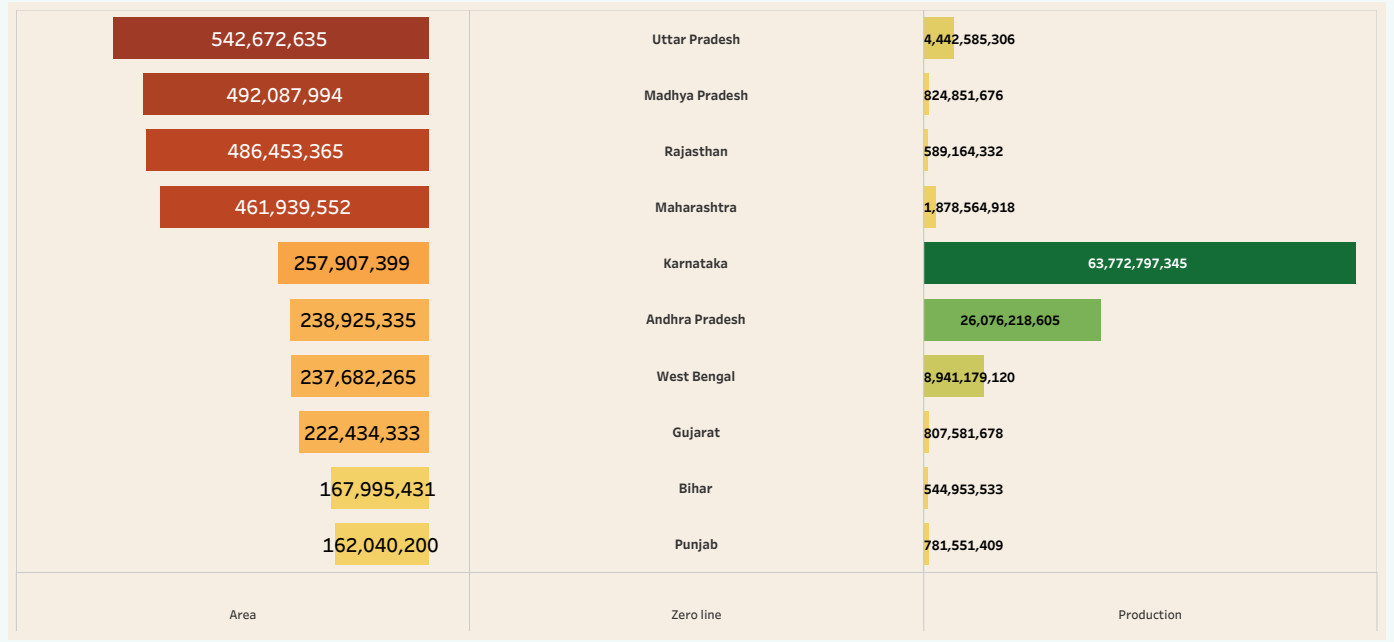 542,672,635 Uttar Pradesh 4,442,585,306
492,087,994 Madhya Pradesh 824,851,676
486,453,365 Rajasthan 589,164,332
461,939,552 Maharashtra 1,878,564,918
257,907,399 Karnataka 63,772,797,345
238,925,335 Andhra Pradesh 26,076,218,605
237,682,265 West Bengal 8,941,179,120
222,434,333 Gujarat 807,581,678
167,995,431 Bihar 544,953,533
162,040,200 Punjab 781,551,409
Area Zero line Production